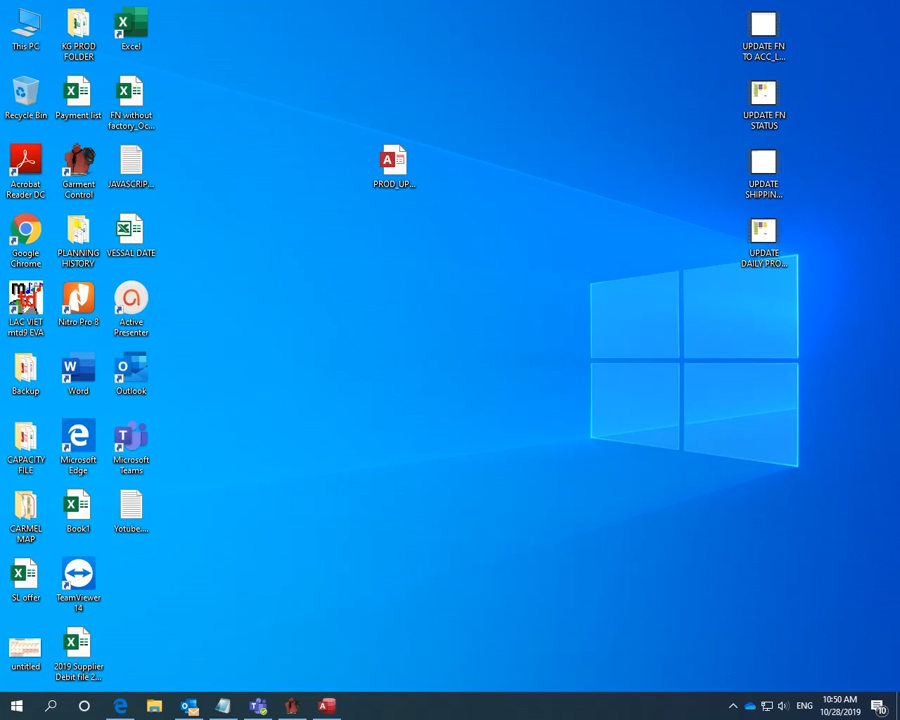 This PC
KG PROD
FOLDER
Excel
UPDATE FN
TO ACC_L...
Recycle Bin
Payment list
FN without
factory_Oc...
UPDATE FN
STATUS
Acrobat
Reader DC
Garment
Control
JAVASCRIP...
PROD_UP...
UPDATE
SHIPPIN...
Google
Chrome
PLANNING
HISTORY
VESSAL DATE
UPDATE
DAILY PRO...
LAC VIET
mtd9 EVA
Nitro Pro 8
Active
Presenter
Backup
Word
Outlook
CAPACITY
FILE
Microsoft
Edge
Microsoft
Teams
CARMEL
MAP
Book1
Yotube....
SL offer
TeamViewer
14
untitled
2019 Supplier
Debit file 2...
ENG
10:50 AM
10/28/2019
10